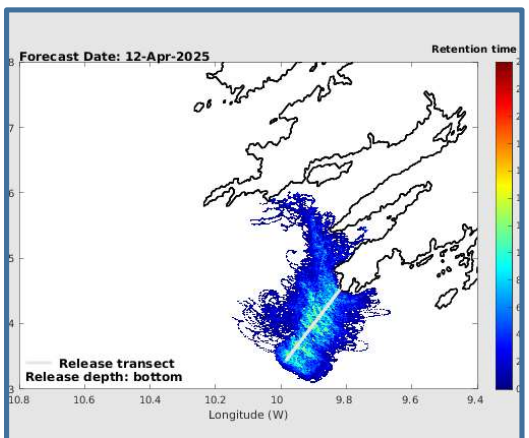 Forecast Date: 12-Apr-2025
Retention time
8
7
6
5
4
3
Release transect
Release depth: bottom
10.8 10.6 10.4 10.2 10 9.8 9.6 9.4
Longitude (W)